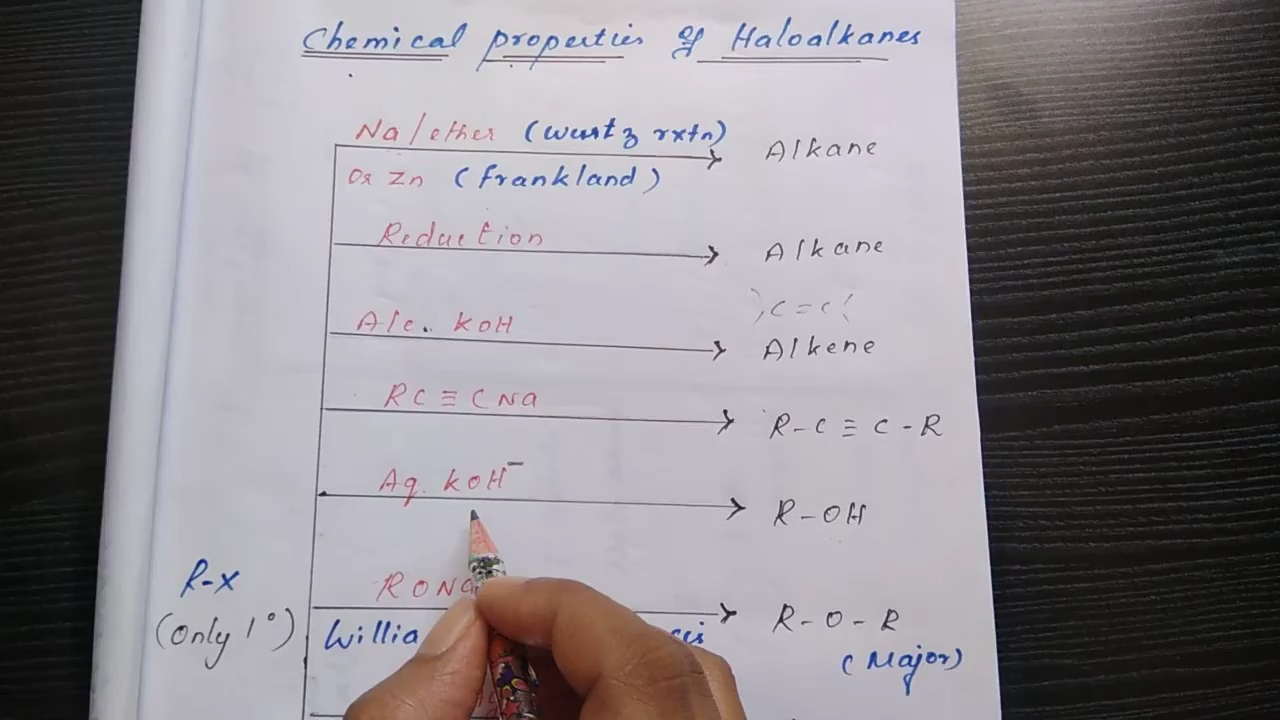 Chemical properties of Haloalkanes
Na/ether (wurtz rxtn)
Alkane
Or Zn (frankland)
Reduction
Alkane
C=C
Alc. KOH
Alkene
RC≡CNa
R-C≡C-R
Aq. KOH⁻
R-OH
R-X
(only 1°)
RONa
R-O-R
(Major)